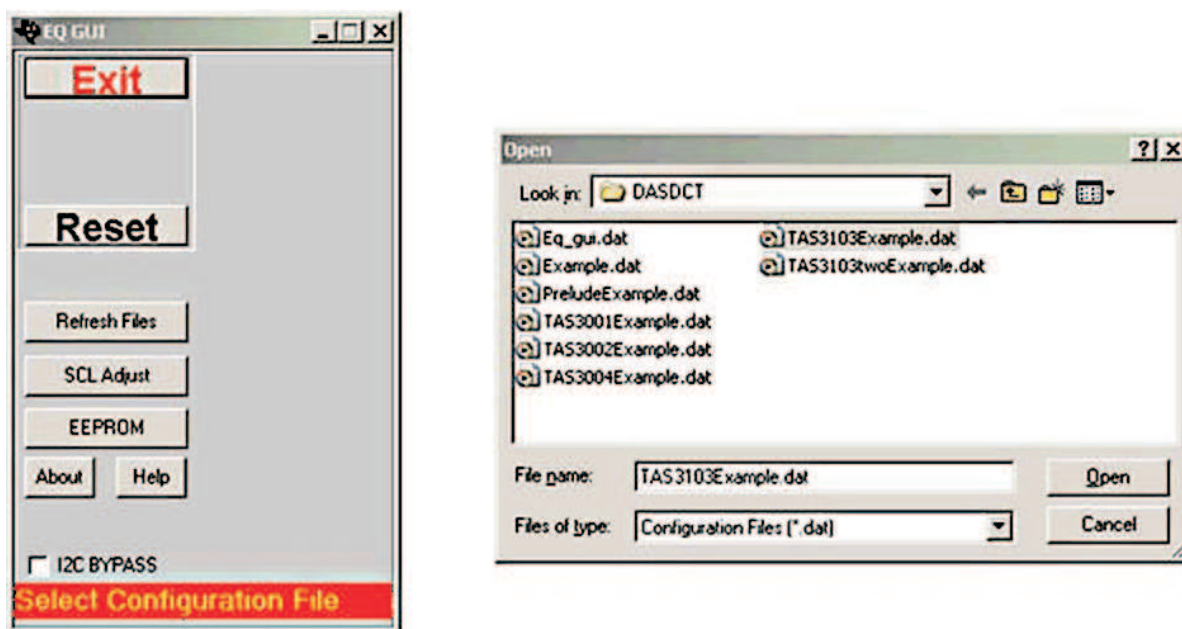 EQ GUI
Exit
Reset
Refresh Files
SCL Adjust
EEPROM
About Help
I2C BYPASS
Select Configuration File
Open
Look in: DASDCT
Eq_gui.dat TAS3103Example.dat
Example.dat TAS3103twoExample.dat
PreludeExample.dat
TAS3001Example.dat
TAS3002Example.dat
TAS3004Example.dat
File name: TAS3103Example.dat Open
Files of type: Configuration Files (*.dat) Cancel